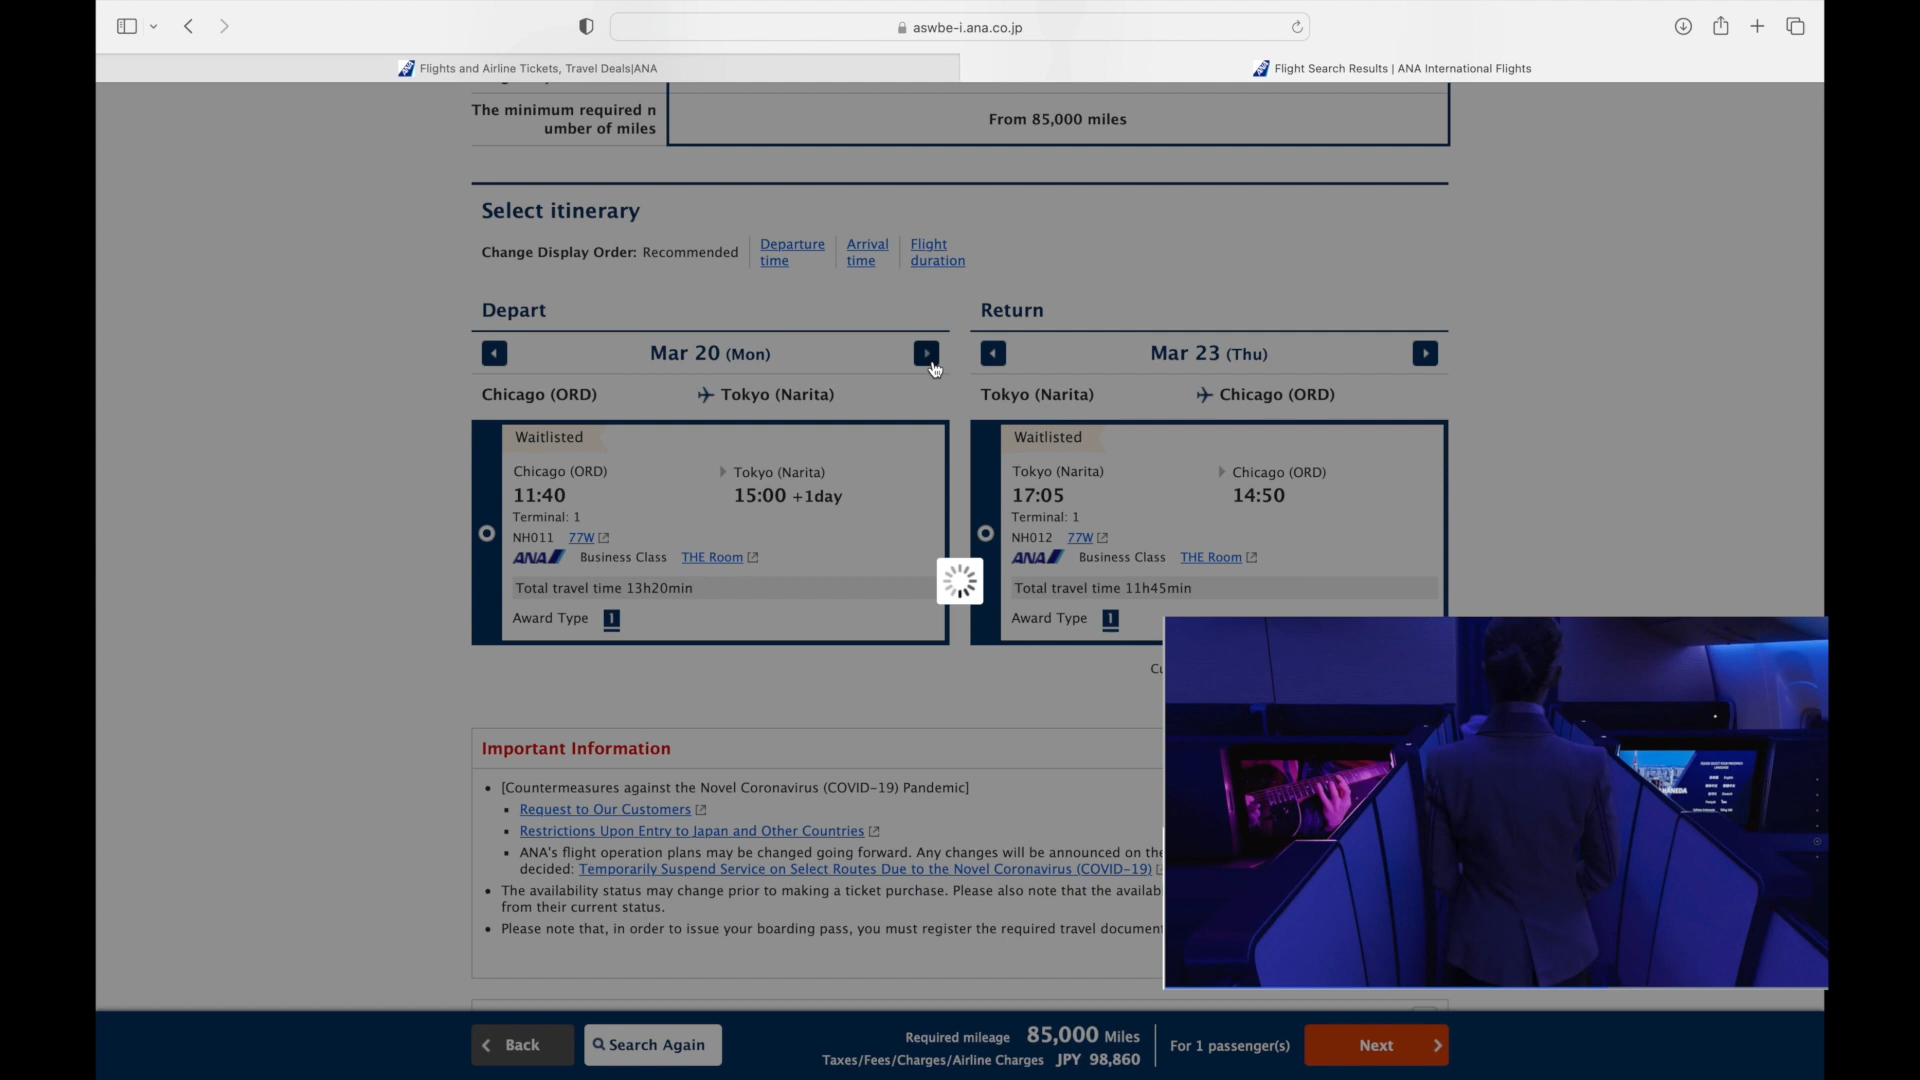 aswbe-i.ana.co.jp
Flights and Airline Tickets, Travel Deals|ANA
Flight Search Results | ANA International Flights
The minimum required n
umber of miles
From 85,000 miles
Select itinerary
Change Display Order: Recommended
Departure
time
Arrival
time
Flight
duration
Depart
Return
Mar 20 (Mon)
Mar 23 (Thu)
Chicago (ORD) Tokyo (Narita)
Tokyo (Narita) Chicago (ORD)
Waitlisted
Chicago (ORD) Tokyo (Narita)
11:40 15:00 +1day
Terminal: 1
NH011 77W
ANA Business Class THE Room
Total travel time 13h20min
Award Type 1
Waitlisted
Tokyo (Narita) Chicago (ORD)
17:05 14:50
Terminal: 1
NH012 77W
ANA Business Class THE Room
Total travel time 11h45min
Award Type 1
Important Information
[Countermeasures against the Novel Coronavirus (COVID-19) Pandemic]
Request to Our Customers
Restrictions Upon Entry to Japan and Other Countries
ANA's flight operation plans may be changed going forward. Any changes will be announced on the
decided: Temporarily Suspend Service on Select Routes Due to the Novel Coronavirus (COVID-19)
The availability status may change prior to making a ticket purchase. Please also note that the availab
from their current status.
Please note that, in order to issue your boarding pass, you must register the required travel document
HANEDA
Back
Search Again
Required mileage 85,000 Miles
Taxes/Fees/Charges/Airline Charges JPY 98,860
For 1 passenger(s)
Next